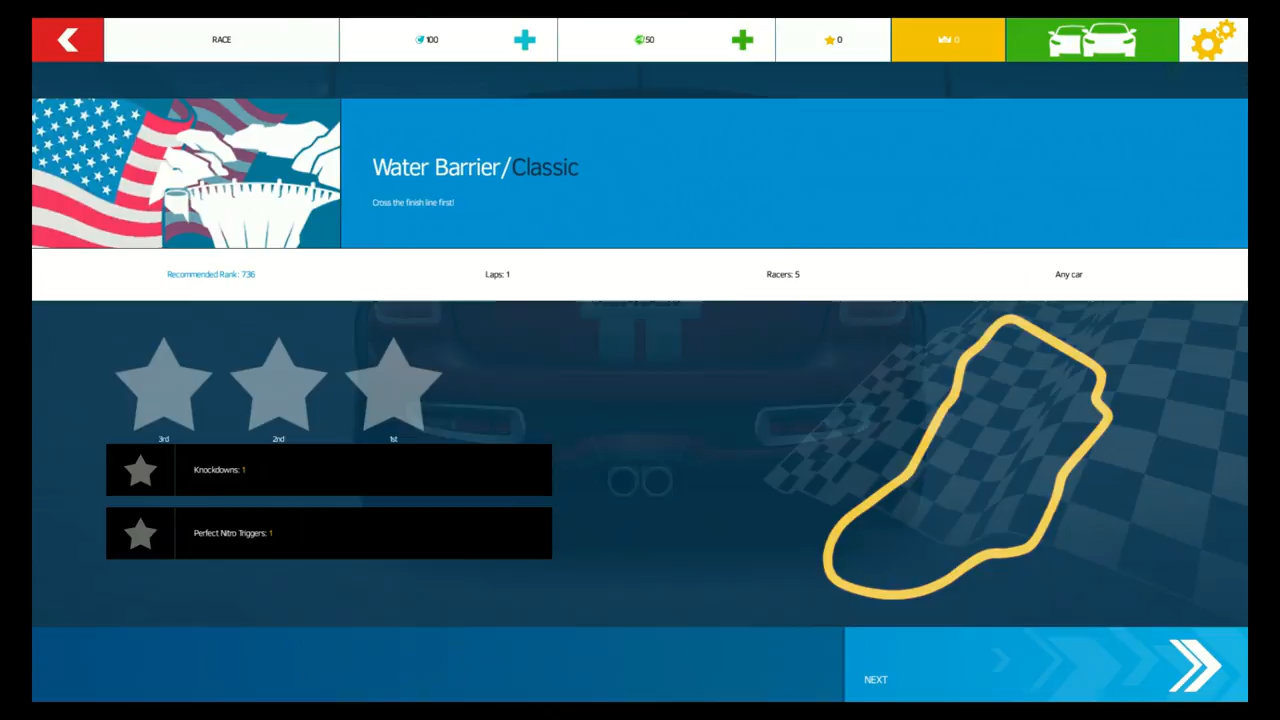 RACE
100
50
0
0
Water Barrier/Classic
Cross the finish line first!
Recommended Rank: 736
Laps: 1
Racers: 5
Any car
3rd
2nd
1st
Knockdowns: 1
Perfect Nitro Triggers: 1
NEXT